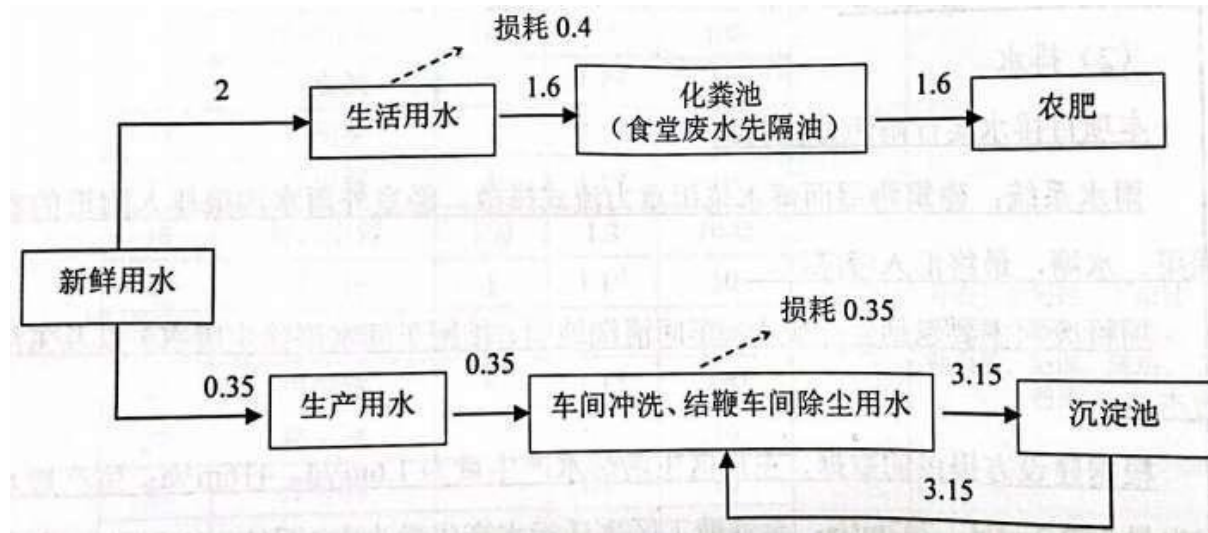 损耗 0.4
2
生活用水
1.6
化粪池
(食堂废水先隔油)
1.6
农肥
新鲜用水
损耗 0.35
0.35
生产用水
0.35
车间冲洗、结鞭车间除尘用水
3.15
沉淀池
3.15